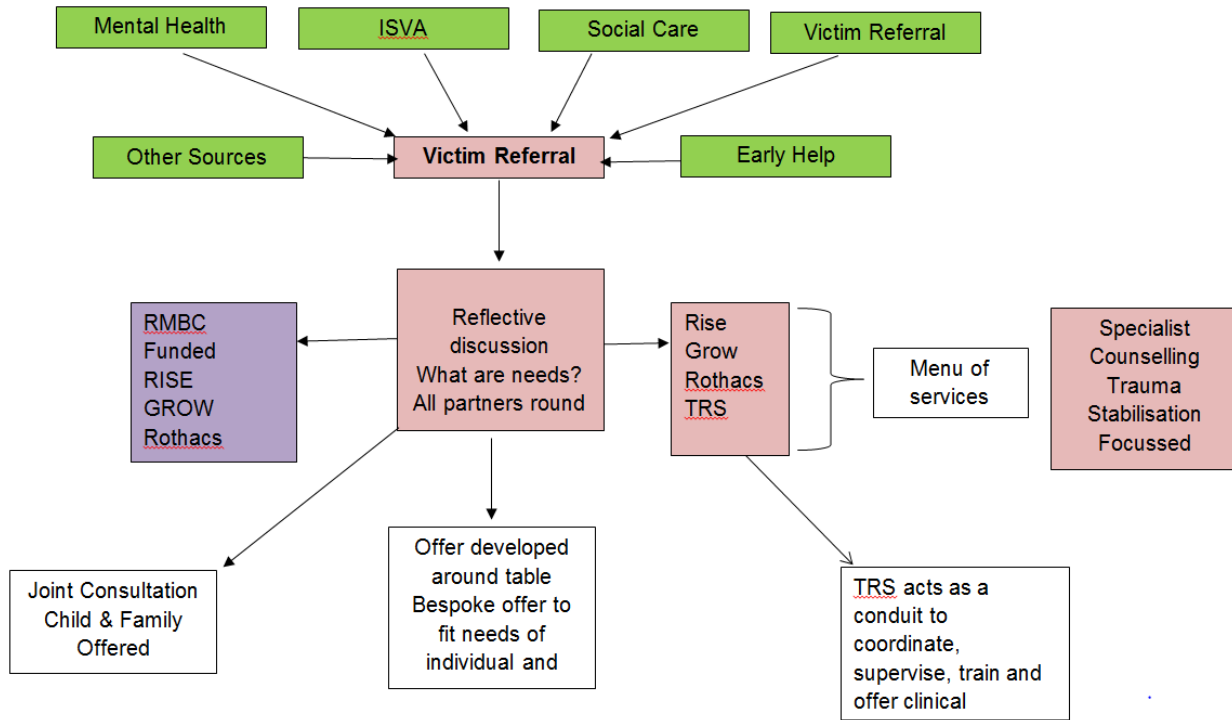 Mental Health
ISVA
Social Care
Victim Referral
Other Sources
Victim Referral
Early Help
RMBC
Funded
RISE
GROW
Rothacs
Reflective
discussion
What are needs?
All partners round
Rise
Grow
Rothacs
TRS
Menu of
services
Specialist
Counselling
Trauma
Stabilisation
Focussed
Joint Consultation
Child & Family
Offered
Offer developed
around table
Bespoke offer to
fit needs of
individual and
TRS acts as a
conduit to
coordinate,
supervise, train and
offer clinical